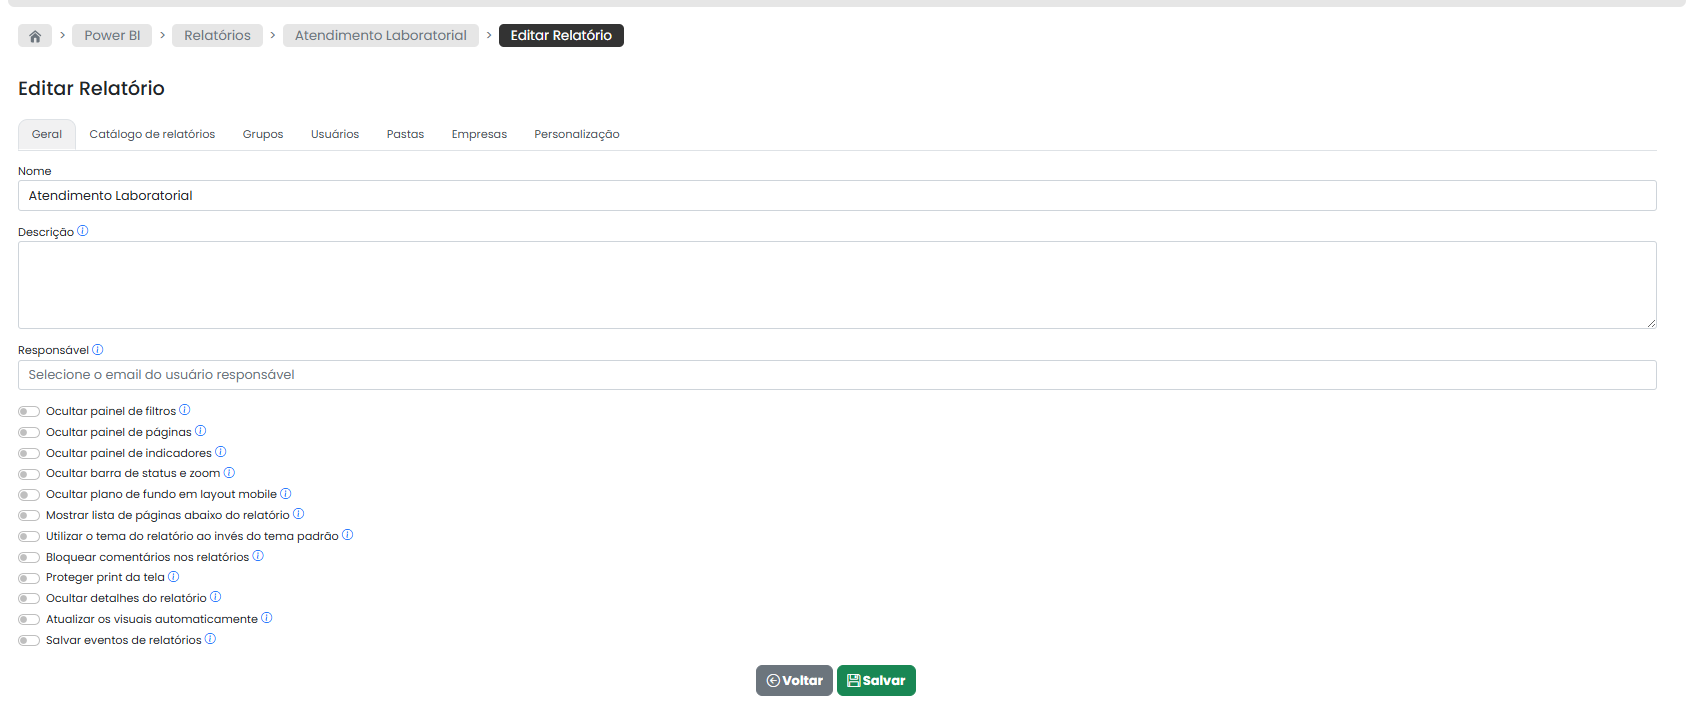 > Power BI > Relatórios > Atendimento Laboratorial > Editar Relatório
Editar Relatório
Geral Catálogo de relatórios Grupos Usuários Pastas Empresas Personalização
Nome
Atendimento Laboratorial
Descrição
Responsável
Selecione o email do usuário responsável
Ocultar painel de filtros
Ocultar painel de páginas
Ocultar painel de indicadores
Ocultar barra de status e zoom
Ocultar plano de fundo em layout mobile
Mostrar lista de páginas abaixo do relatório
Utilizar o tema do relatório ao invés do tema padrão
Bloquear comentários nos relatórios
Proteger print da tela
Ocultar detalhes do relatório
Atualizar os visuais automaticamente
Salvar eventos de relatórios
Voltar Salvar